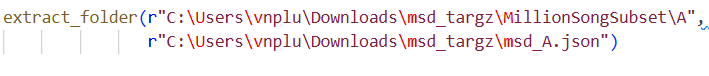 extract_folder(r"C:\Users\vnplu\Downloads\msd_targz\MillionSongSubset\A",
r"C:\Users\vnplu\Downloads\msd_targz\msd_A.json")